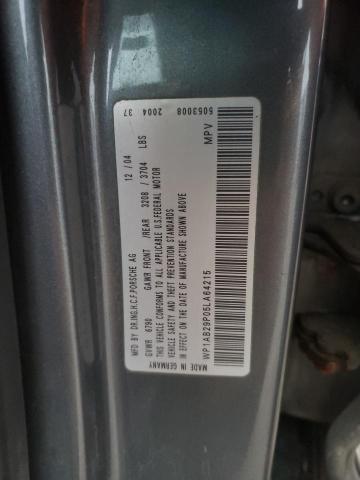 MFD BY DR.ING.H.C.F.PORSCHE AG 12 / 04 2004 37
GVWR 6790 GAWR FRONT /REAR 3208 / 3704 LBS
THIS VEHICLE CONFORMS TO ALL APPLICABLE U.S.FEDERAL MOTOR
VEHICLE SAFETY AND THEFT PREVENTION STANDARDS
IN EFFECT ON THE DATE OF MANUFACTURE SHOWN ABOVE
5053008
WP1AB29P05LA64215 MPV
MADE IN GERMANY